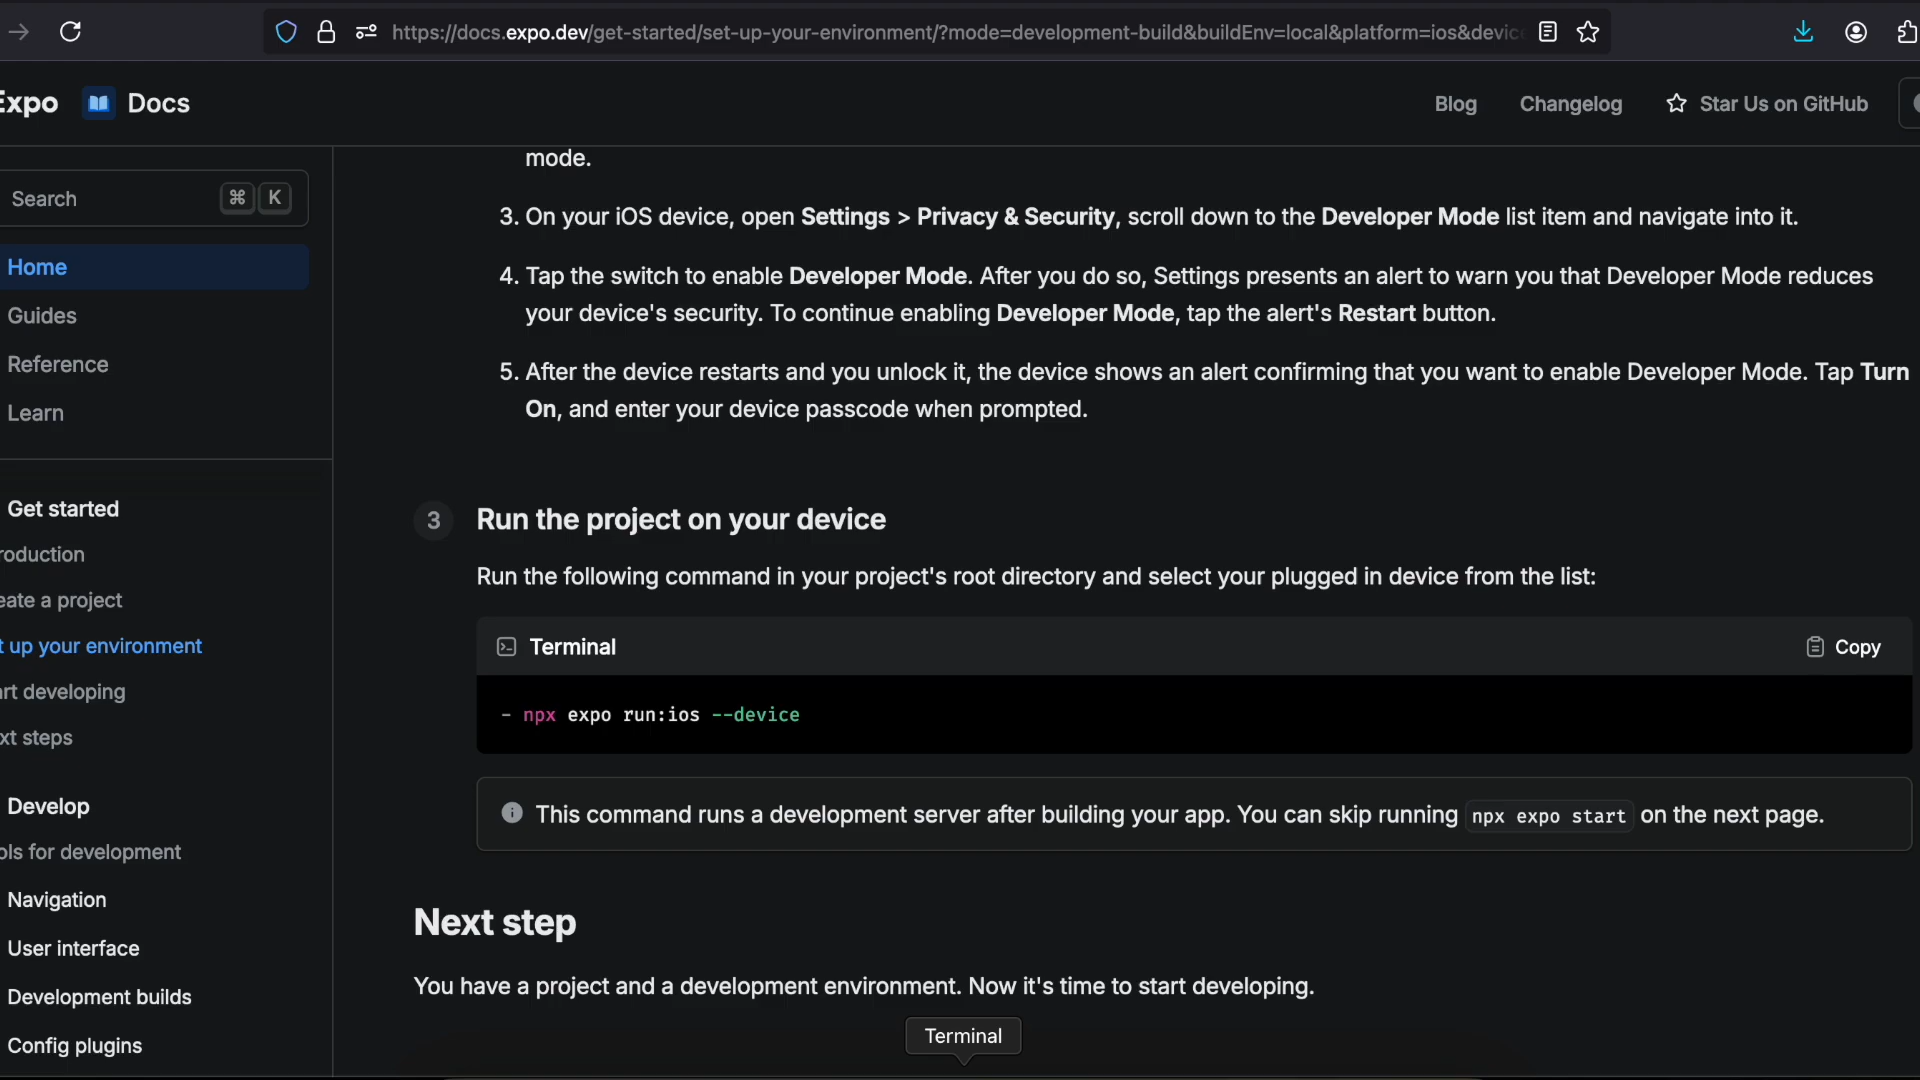 https://docs.expo.dev/get-started/set-up-your-environment/?mode=development-build&buildEnv=local&platform=ios&devic
Expo Docs
Blog
Changelog
Star Us on GitHub
Search
⌘ K
Home
Guides
Reference
Learn
Get started
roduction
eate a project
t up your environment
rt developing
xt steps
Develop
ols for development
Navigation
User interface
Development builds
Config plugins
mode.
3. On your iOS device, open Settings > Privacy & Security, scroll down to the Developer Mode list item and navigate into it.
4. Tap the switch to enable Developer Mode. After you do so, Settings presents an alert to warn you that Developer Mode reduces
your device's security. To continue enabling Developer Mode, tap the alert's Restart button.
5. After the device restarts and you unlock it, the device shows an alert confirming that you want to enable Developer Mode. Tap Turn
On, and enter your device passcode when prompted.
3 Run the project on your device
Run the following command in your project's root directory and select your plugged in device from the list:
Terminal
Copy
- npx expo run:ios --device
This command runs a development server after building your app. You can skip running npx expo start on the next page.
Next step
You have a project and a development environment. Now it's time to start developing.
Terminal